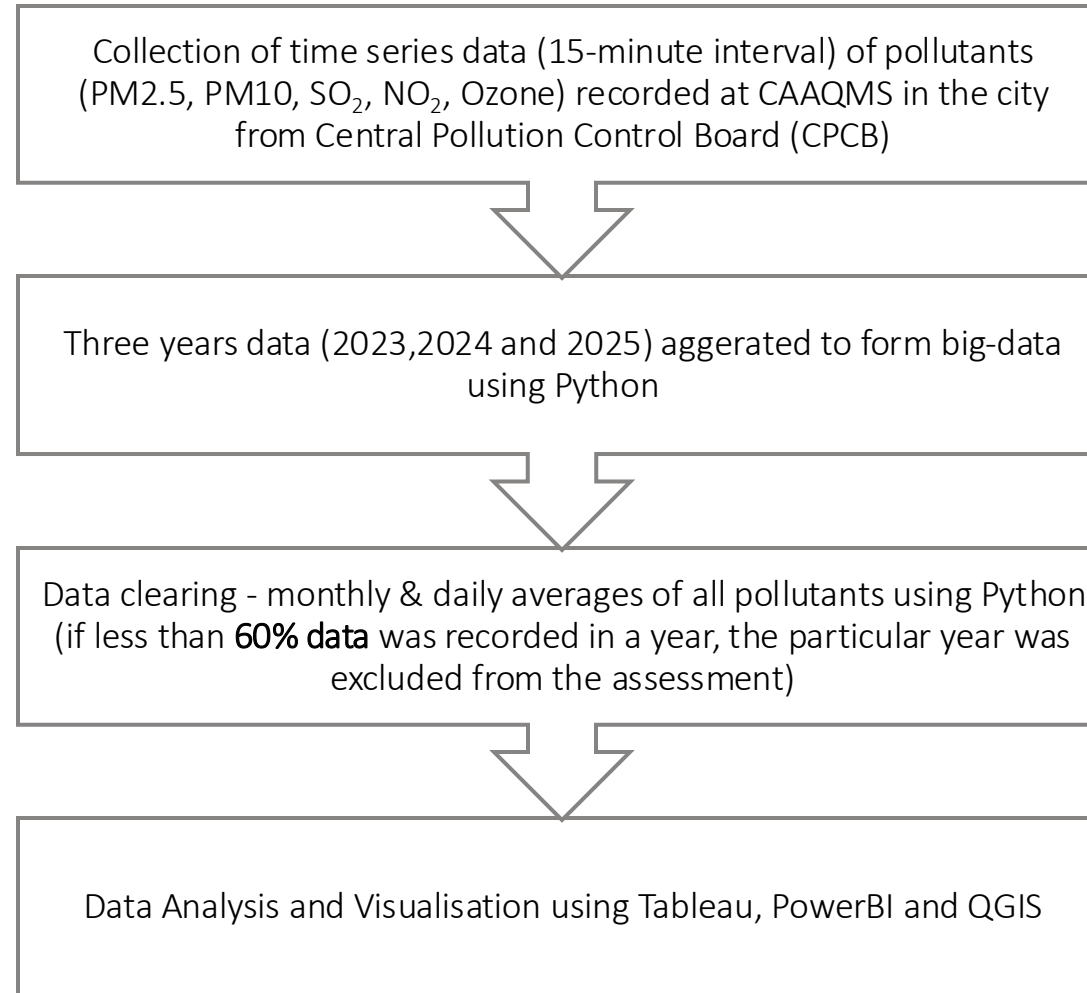 Collection of time series data (15-minute interval) of pollutants
(PM2.5, PM10, SO₂, NO₂, Ozone) recorded at CAAQMS in the city
from Central Pollution Control Board (CPCB)
Three years data (2023,2024 and 2025) aggerated to form big-data
using Python
Data clearing - monthly & daily averages of all pollutants using Python
(if less than 60% data was recorded in a year, the particular year was
excluded from the assessment)
Data Analysis and Visualisation using Tableau, PowerBI and QGIS